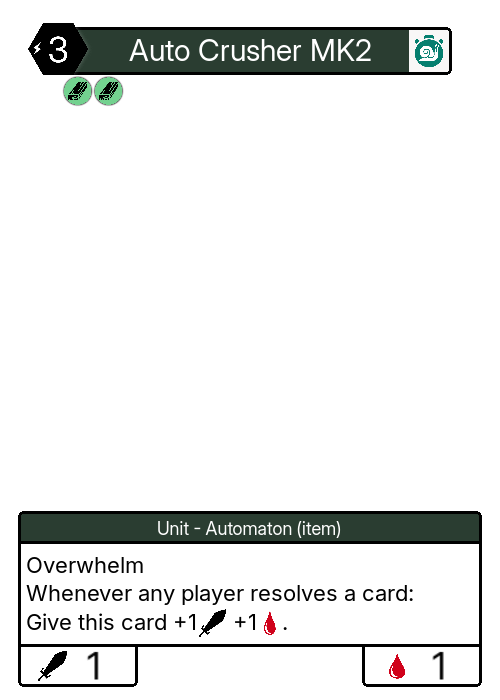 3
Auto Crusher MK2
Unit - Automaton (item)
Overwhelm
Whenever any player resolves a card:
Give this card +1 +1 .
1
1